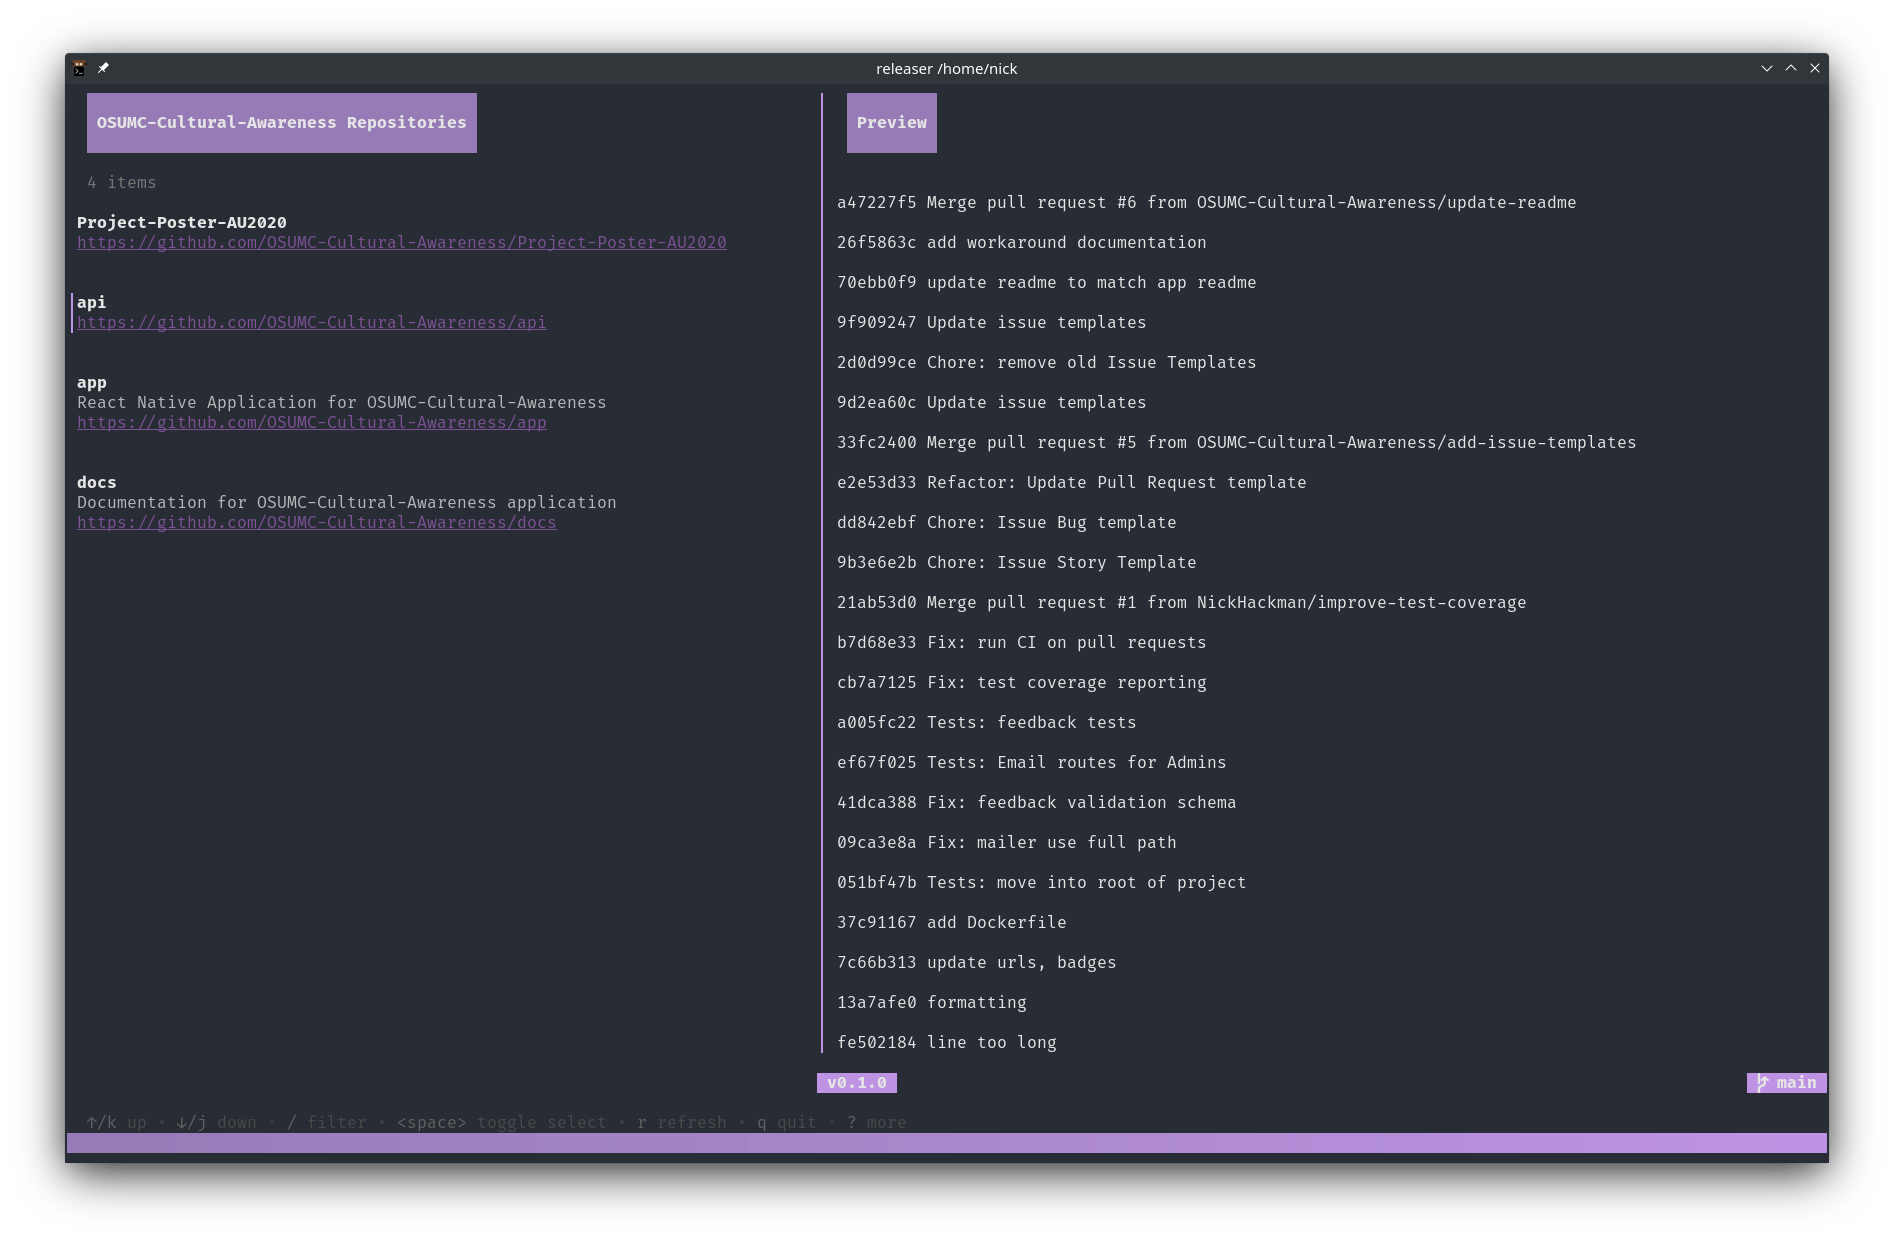 releaser /home/nick
OSUMC-Cultural-Awareness Repositories
4 items
Project-Poster-AU2020
https://github.com/OSUMC-Cultural-Awareness/Project-Poster-AU2020
api
https://github.com/OSUMC-Cultural-Awareness/api
app
React Native Application for OSUMC-Cultural-Awareness
https://github.com/OSUMC-Cultural-Awareness/app
docs
Documentation for OSUMC-Cultural-Awareness application
https://github.com/OSUMC-Cultural-Awareness/docs
Preview
a47227f5 Merge pull request #6 from OSUMC-Cultural-Awareness/update-readme
26f5863c add workaround documentation
70ebb0f9 update readme to match app readme
9f909247 Update issue templates
2d0d99ce Chore: remove old Issue Templates
9d2ea60c Update issue templates
33fc2400 Merge pull request #5 from OSUMC-Cultural-Awareness/add-issue-templates
e2e53d33 Refactor: Update Pull Request template
dd842ebf Chore: Issue Bug template
9b3e6e2b Chore: Issue Story Template
21ab53d0 Merge pull request #1 from NickHackman/improve-test-coverage
b7d68e33 Fix: run CI on pull requests
cb7a7125 Fix: test coverage reporting
a005fc22 Tests: feedback tests
ef67f025 Tests: Email routes for Admins
41dca388 Fix: feedback validation schema
09ca3e8a Fix: mailer use full path
051bf47b Tests: move into root of project
37c91167 add Dockerfile
7c66b313 update urls, badges
13a7afe0 formatting
fe502184 line too long
v0.1.0
main
↑/k up • ↓/j down • / filter • <space> toggle select • r refresh • q quit • ? more